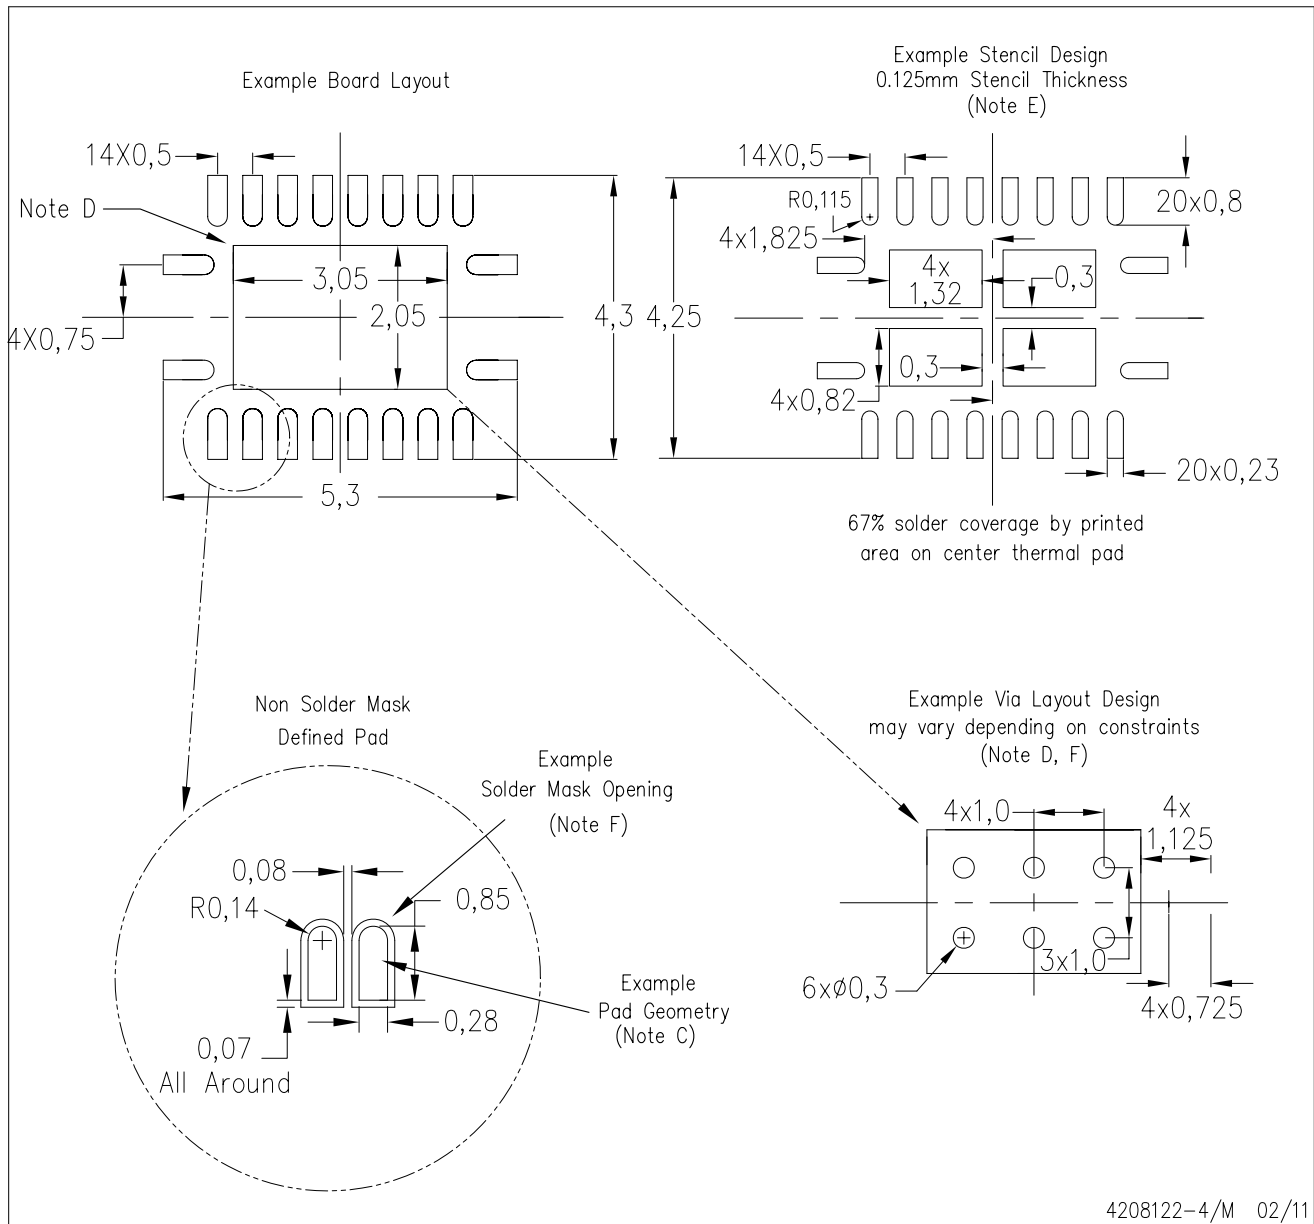 Example Board Layout
14X0,5
Note D
3,05
2,05
4X0,75
4,3
5,3
Example Stencil Design
0.125mm Stencil Thickness
(Note E)
14X0,5
R0,115
4x1,825
20x0,8
4x
1,32
0,3
4,25
0,3
4x0,82
20x0,23
67% solder coverage by printed
area on center thermal pad
Non Solder Mask
Defined Pad
Example
Solder Mask Opening
(Note F)
0,08
R0,14
0,85
0,28
0,07
All Around
Example
Pad Geometry
(Note C)
Example Via Layout Design
may vary depending on constraints
(Note D, F)
4x1,0
4x
1,125
3x1,0
6xø0,3
4x0,725
4208122-4/M 02/11